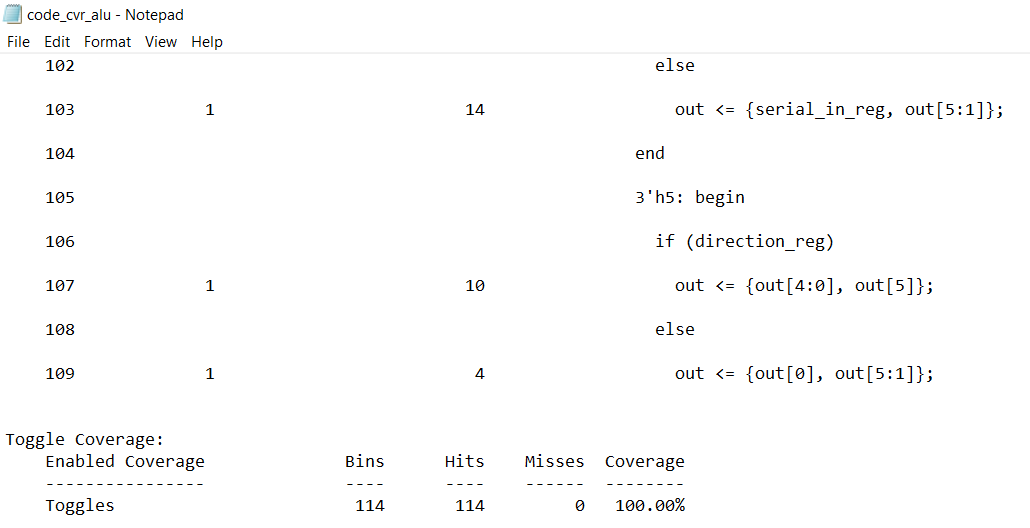 code_cvr_alu - Notepad
File Edit Format View Help
102 else
103 1 14 out <= {serial_in_reg, out[5:1]};
104 end
105 3'h5: begin
106 if (direction_reg)
107 1 10 out <= {out[4:0], out[5]};
108 else
109 1 4 out <= {out[0], out[5:1]};
Toggle Coverage:
Enabled Coverage Bins Hits Misses Coverage
---------------- ---- ---- ------ --------
Toggles 114 114 0 100.00%